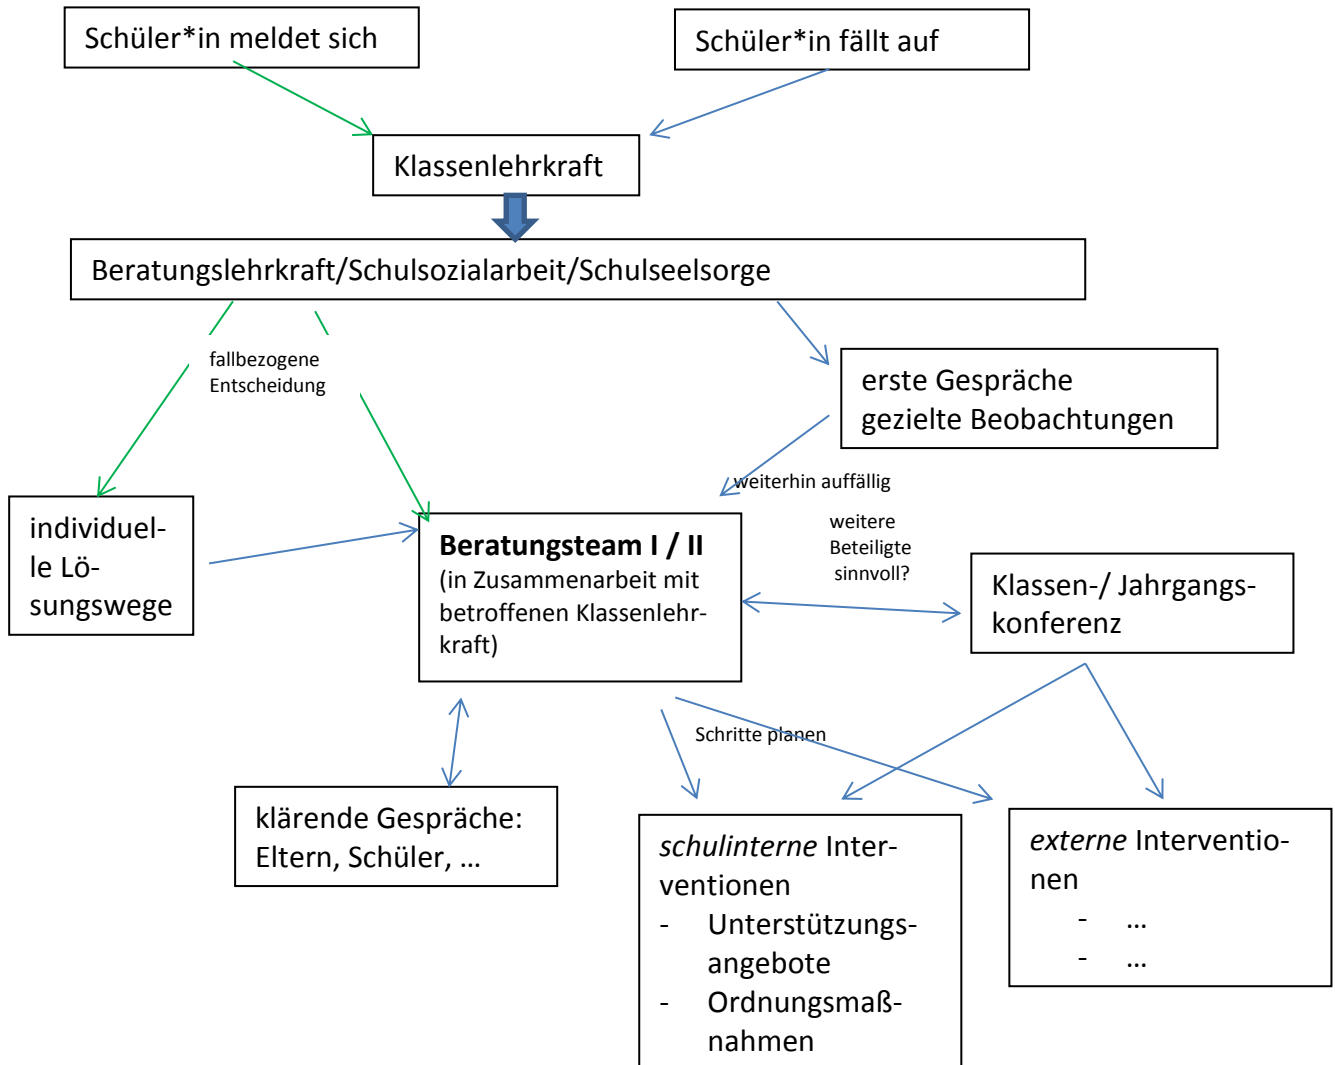 Schüler*in meldet sich
Schüler*in fällt auf
Klassenlehrkraft
Beratungslehrkraft/Schulsozialarbeit/Schulseelsorge
fallbezogene
Entscheidung
erste Gespräche
gezielte Beobachtungen
weiterhin auffällig
individuel-
le Lö-
sungswege
Beratungsteam I / II
(in Zusammenarbeit mit
betroffenen Klassenlehr-
kraft)
weitere
Beteiligte
sinnvoll?
Klassen-/ Jahrgangs-
konferenz
Schritte planen
klärende Gespräche:
Eltern, Schüler, ...
schulinterne Inter-
ventionen
- Unterstützungs-
angebote
- Ordnungsmaß-
nahmen
externe Interventio-
nen
- ...
- ...